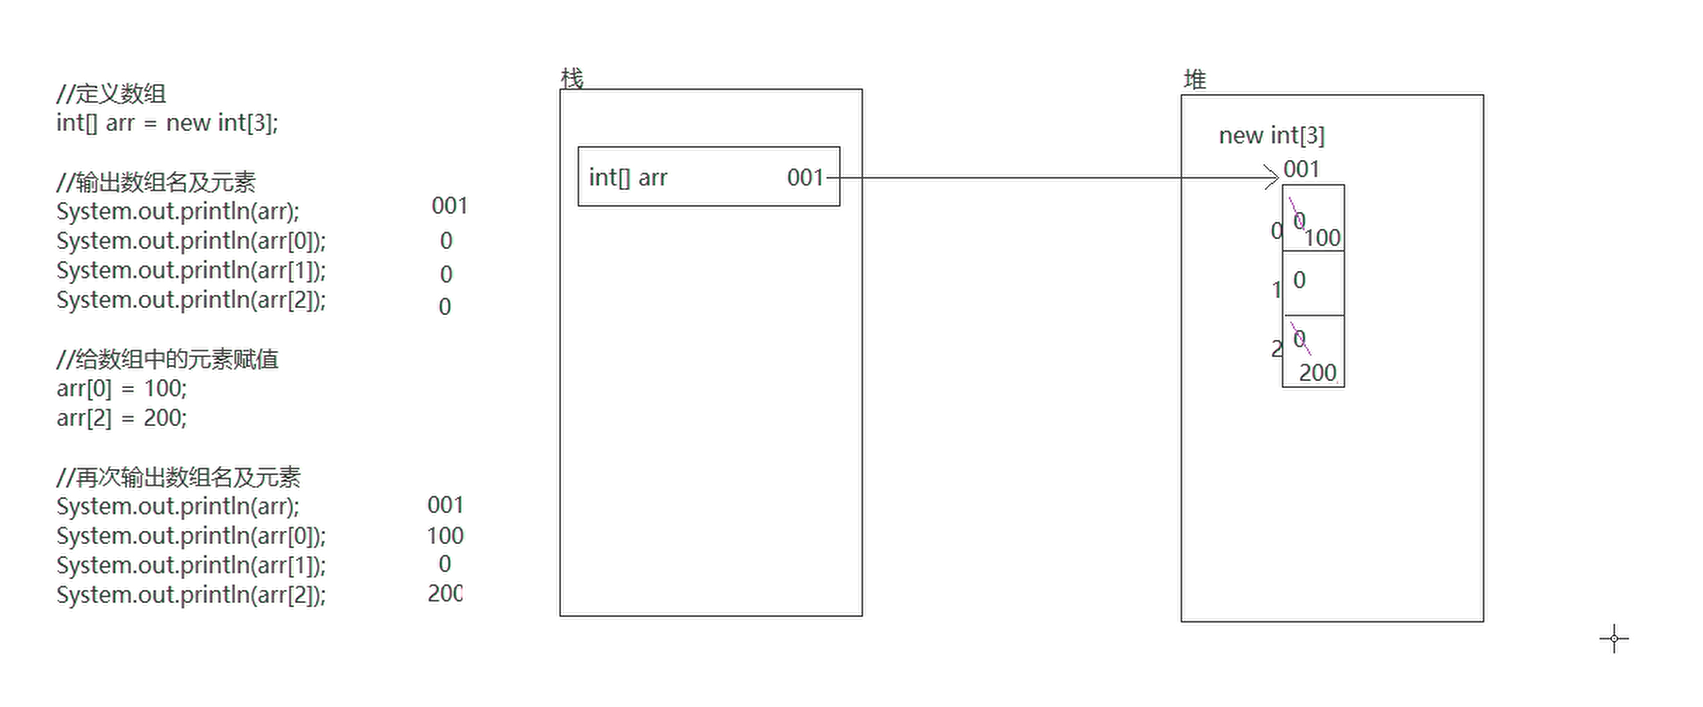 //定义数组
int[] arr = new int[3];
//输出数组名及元素
System.out.println(arr); 001
System.out.println(arr[0]); 0
System.out.println(arr[1]); 0
System.out.println(arr[2]); 0
//给数组中的元素赋值
arr[0] = 100;
arr[2] = 200;
//再次输出数组名及元素
System.out.println(arr); 001
System.out.println(arr[0]); 100
System.out.println(arr[1]); 0
System.out.println(arr[2]); 200
栈
int[] arr 001
堆
new int[3]
001
0 0
100
1 0
2 0
200